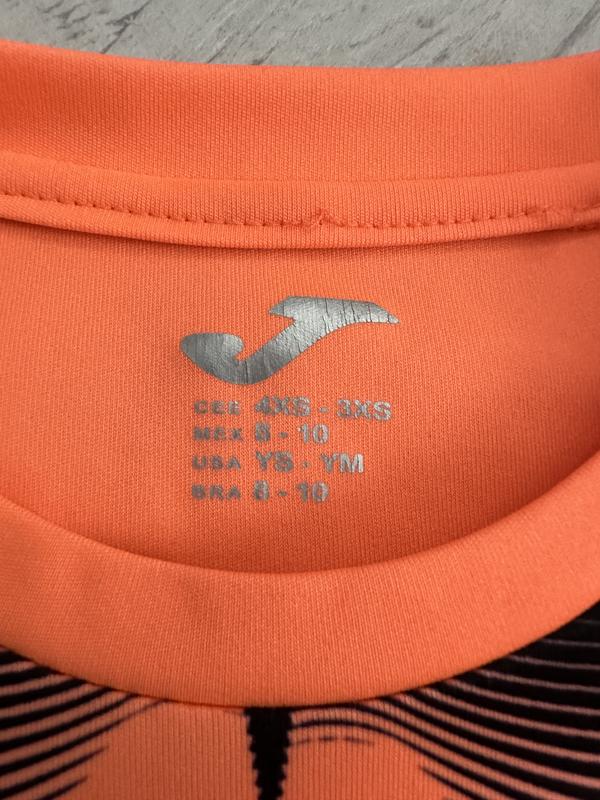 CEE 4XS - 3XS
MEX 8 - 10
USA YS - YM
BRA 8 - 10